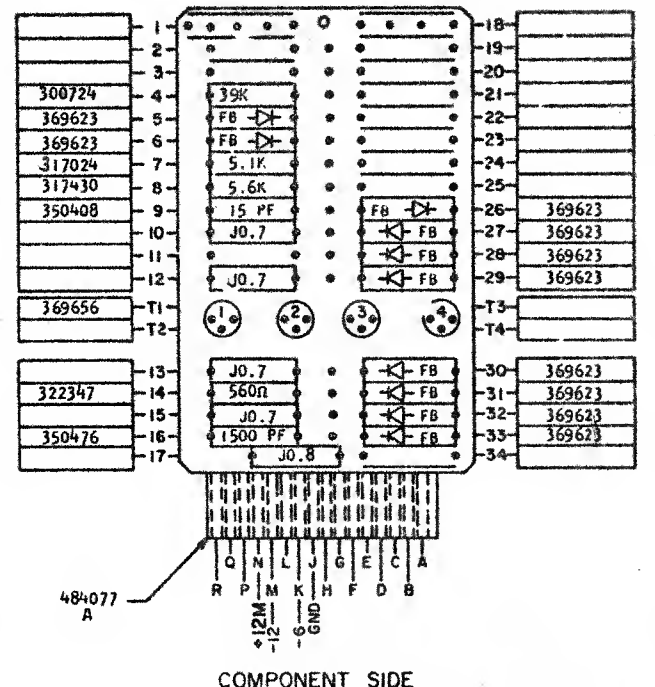 1 18
2 19
3 20
300724 4 39K 21
369623 5 FB 22
369623 6 FB 23
317024 7 5.1K 24
317430 8 5.6K 25
350408 9 15 PF FB 26 369623
10 J0.7 FB 27 369623
11 FB 28 369623
12 J0.7 FB 29 369623
369656 T1 1 2 3 4 T3
T2 T4
13 J0.7 FB 30 369623
322347 14 560Ω FB 31 369623
15 J0.7 FB 32 369623
350476 16 1500 PF FB 33 369623
17 J0.8 34
Q N L J G E C A
R P M K H F D B
484077
A
+12M
-12
-6
GND
COMPONENT SIDE